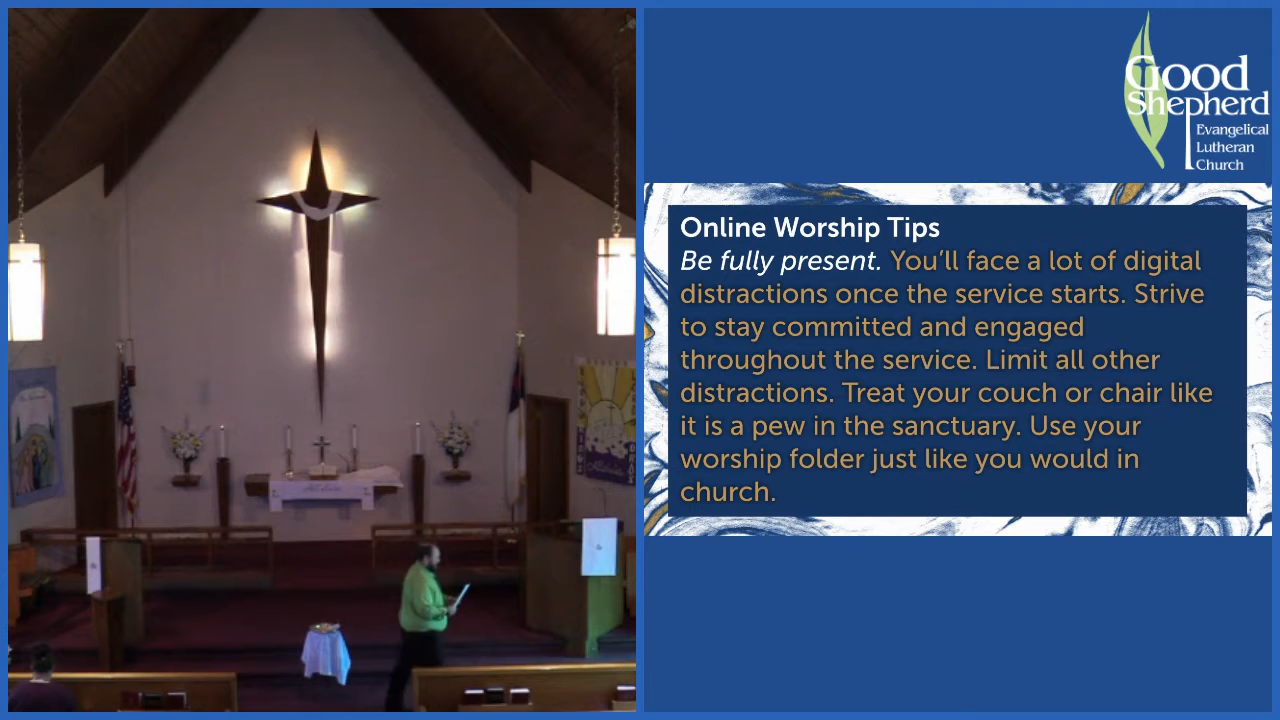 Good
Shepherd
Evangelical
Lutheran
Church
Online Worship Tips
Be fully present. You'll face a lot of digital
distractions once the service starts. Strive
to stay committed and engaged
throughout the service. Limit all other
distractions. Treat your couch or chair like
it is a pew in the sanctuary. Use your
worship folder just like you would in
church.